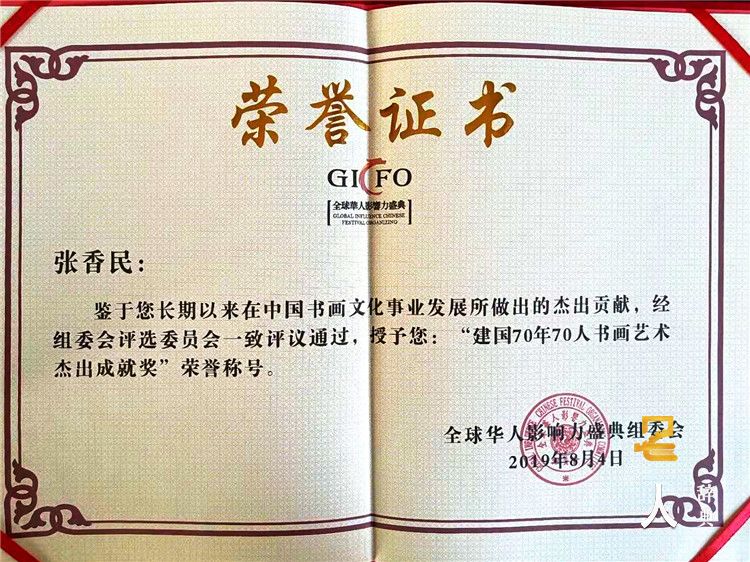 荣誉证书
GICFO
全球華人影響力盛典
GLOBAL INFLUENCE CHINESE
FESTIVAL ORGANIZING
张香民：
鉴于您长期以来在中国书画文化事业发展所做出的杰出贡献，经
组委会评选委员会一致评议通过，授予您：“建国70年70人书画艺术
杰出成就奖”荣誉称号。
全球华人影响力盛典组委会
2019年8月4日
人
辞典